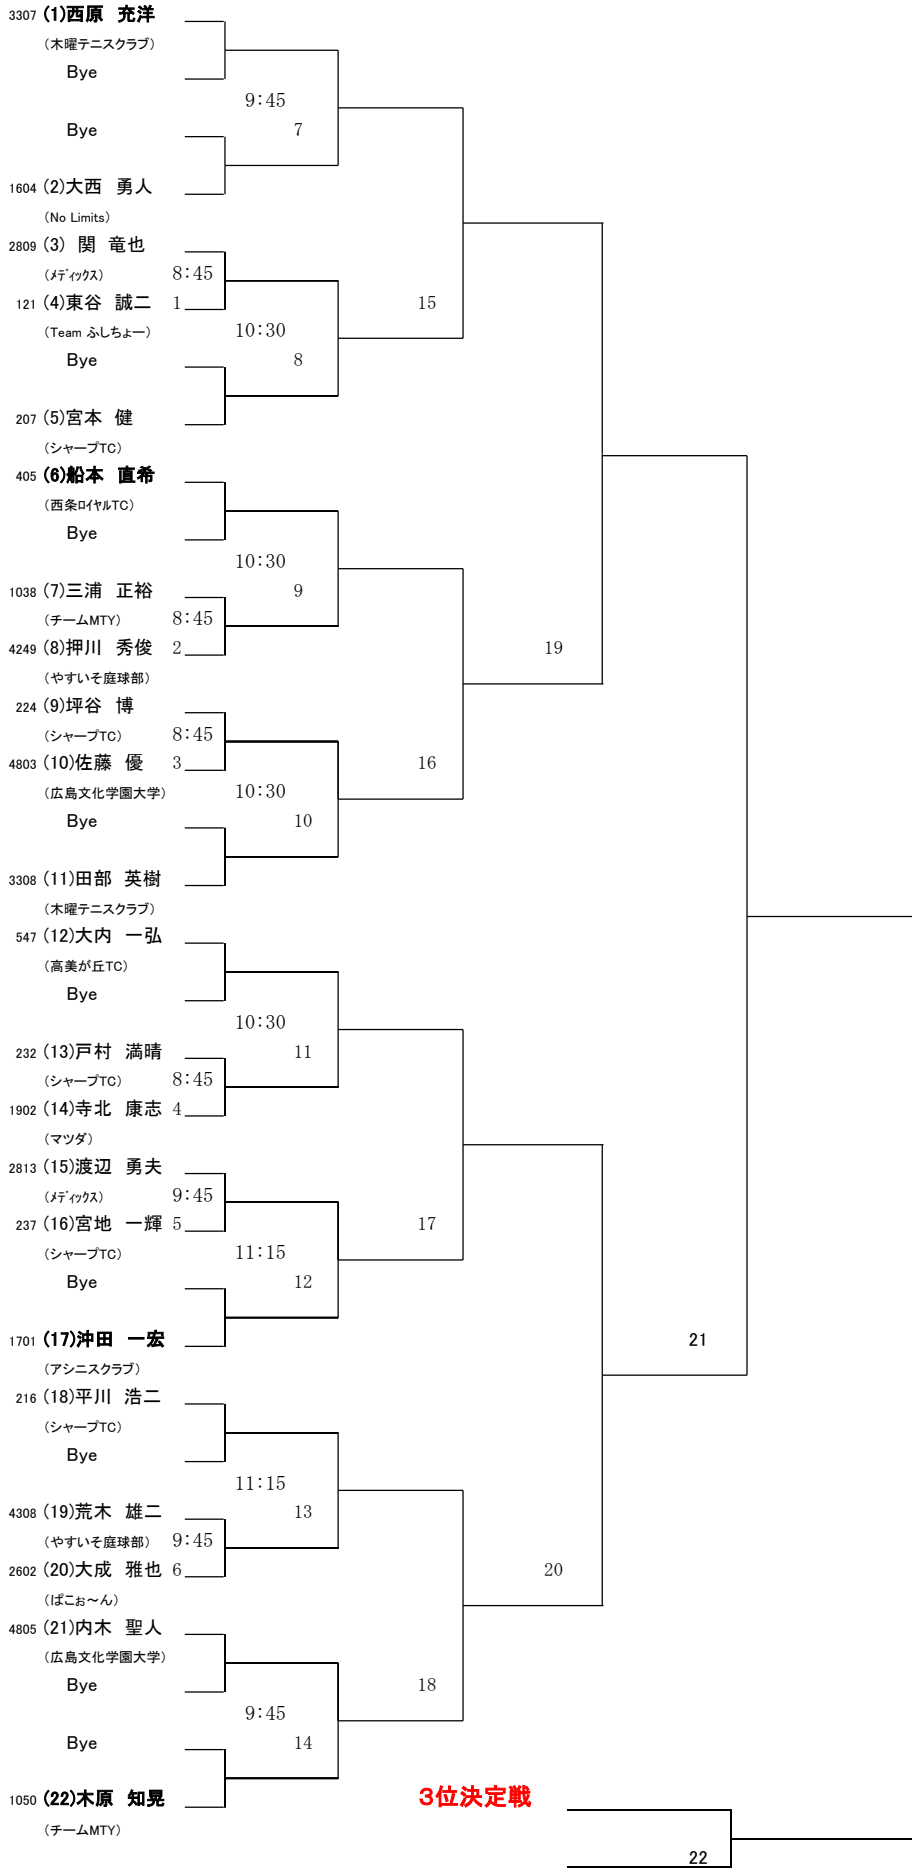 3307 (1)西原 充洋
(木曜テニスクラブ)
Bye
9:45
7
Bye
1604 (2)大西 勇人
(No Limits)
2809 (3) 関 竜也
(メディックス) 8:45
121 (4)東谷 誠二 1
15
(Team ふしちょー) 10:30
Bye
8
207 (5)宮本 健
(シャープTC)
405 (6)船本 直希
(西条ロイヤルTC)
Bye
10:30
1038 (7)三浦 正裕
9
(チームMTY) 8:45
4249 (8)押川 秀俊 2
19
(やすいそ庭球部)
224 (9)坪谷 博
(シャープTC) 8:45
4803 (10)佐藤 優 3
16
(広島文化学園大学) 10:30
Bye
10
3308 (11)田部 英樹
(木曜テニスクラブ)
547 (12)大内 一弘
(高美が丘TC)
Bye
10:30
232 (13)戸村 満晴
11
(シャープTC) 8:45
1902 (14)寺北 康志 4
(マツダ)
2813 (15)渡辺 勇夫
(メディックス) 9:45
237 (16)宮地 一輝 5
17
(シャープTC) 11:15
Bye
12
1701 (17)沖田 一宏
21
(アシニスクラブ)
216 (18)平川 浩二
(シャープTC)
Bye
11:15
4308 (19)荒木 雄二
13
(やすいそ庭球部) 9:45
2602 (20)大成 雅也 6
20
(ぱこぉ～ん)
4805 (21)内木 聖人
(広島文化学園大学)
Bye
18
9:45
Bye
14
1050 (22)木原 知晃
3位決定戦
(チームMTY)
22